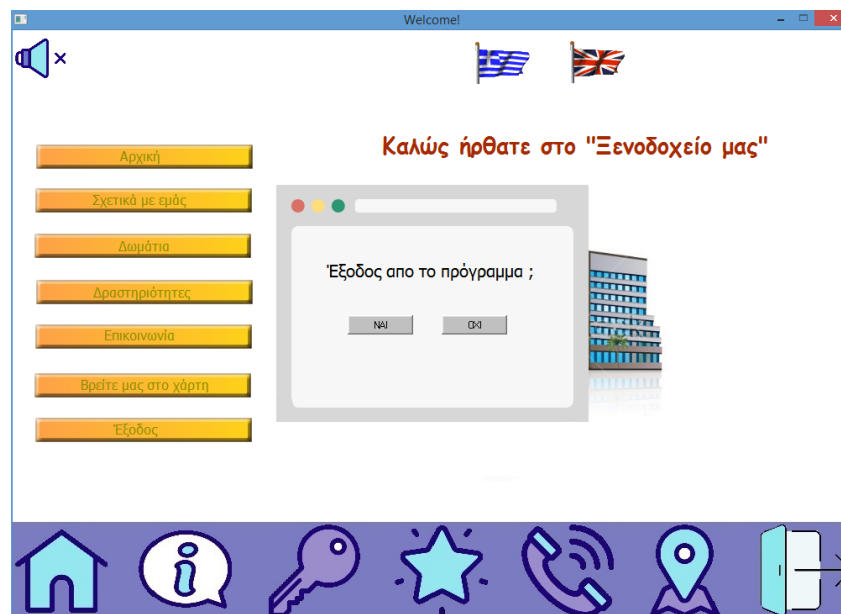 Welcome!
Καλώς ήρθατε στο "Ξενοδοχείο μας"
Αρχική
Σχετικά με εμάς
Δωμάτια
Δραστηριότητες
Επικοινωνία
Βρείτε μας στο χάρτη
Έξοδος
Έξοδος απο το πρόγραμμα ;
ΝΑΙ
ΟΧΙ